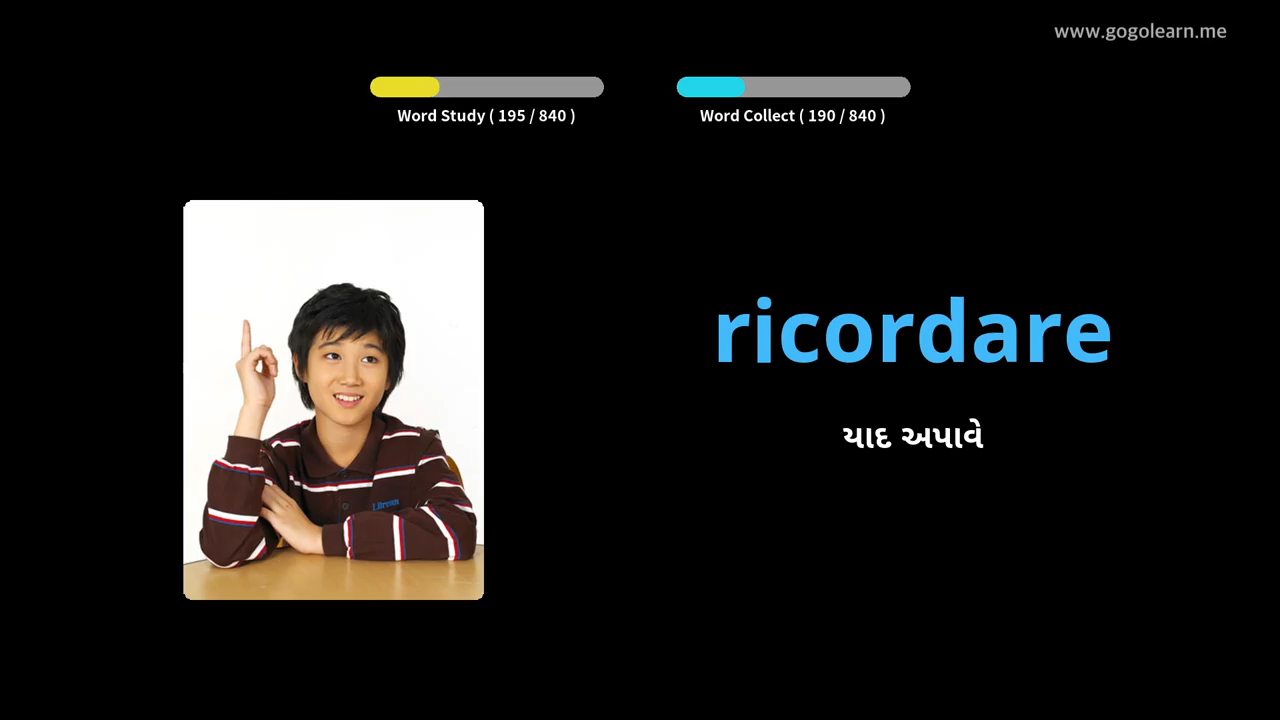 www.gogolearn.me
Word Study ( 195 / 840 )
Word Collect ( 190 / 840 )
ricordare
યાદ અપાવે